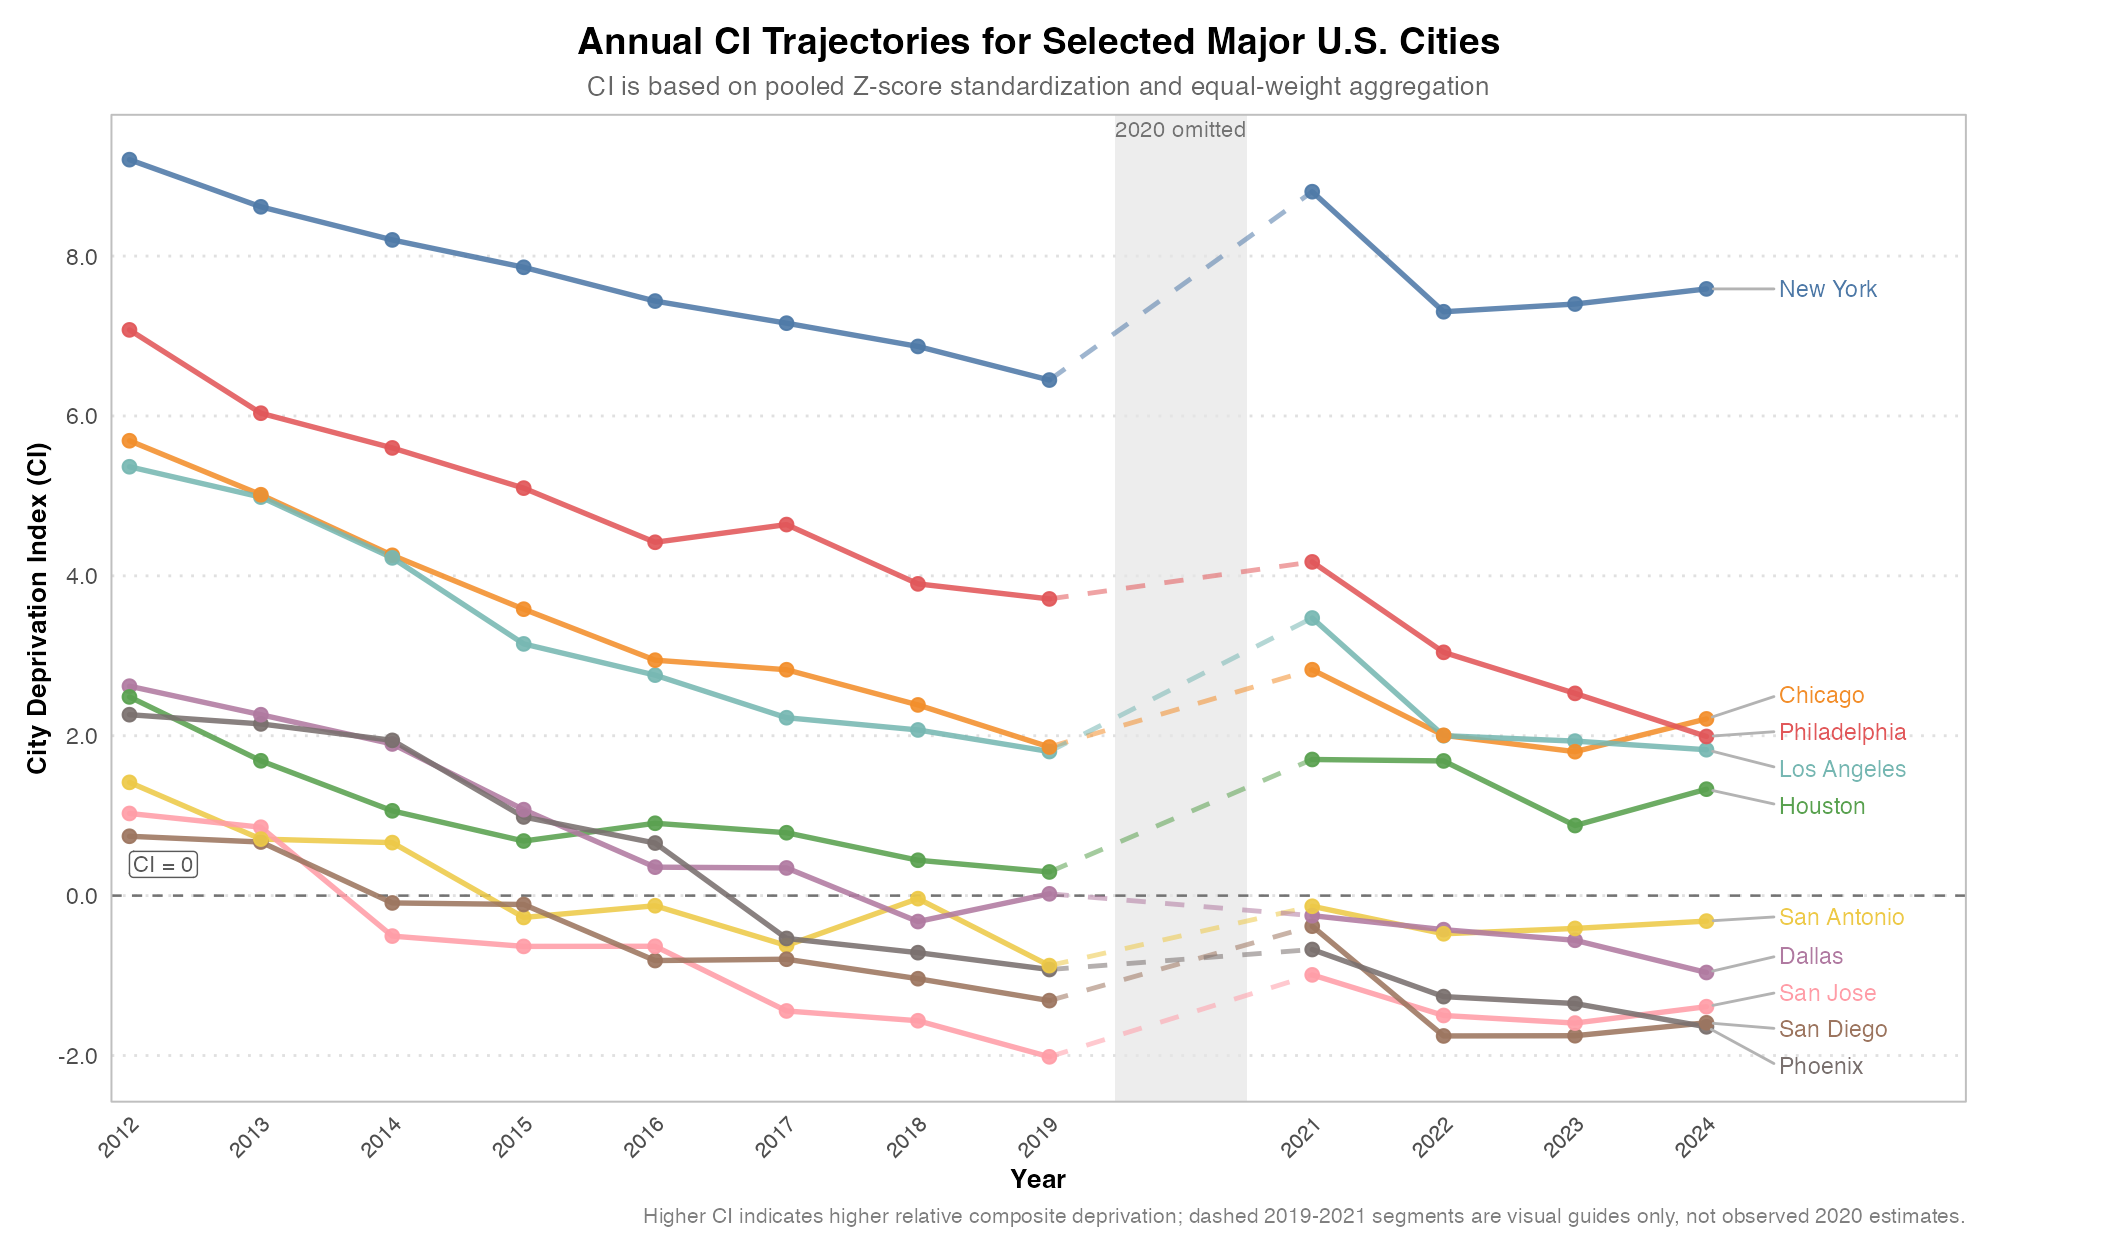 Annual CI Trajectories for Selected Major U.S. Cities
CI is based on pooled Z-score standardization and equal-weight aggregation
2020 omitted
City Deprivation Index (CI)
8.0
6.0
4.0
2.0
0.0
-2.0
CI = 0
New York
Chicago
Philadelphia
Los Angeles
Houston
San Antonio
Dallas
San Jose
San Diego
Phoenix
2012
2013
2014
2015
2016
2017
2018
2019
2021
2022
2023
2024
Year
Higher CI indicates higher relative composite deprivation; dashed 2019-2021 segments are visual guides only, not observed 2020 estimates.